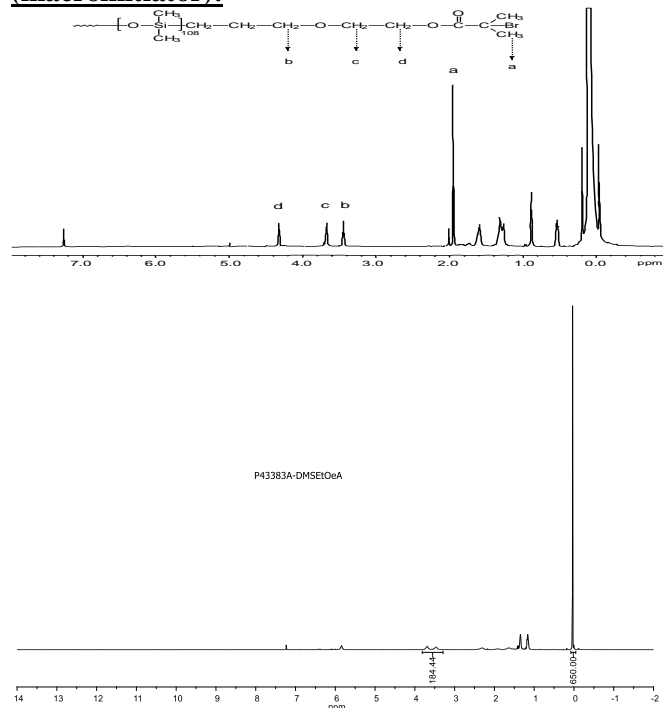 (macroinitiator):
O CH₃ CH₃
[ O Si ]₁₀₈ CH₂ CH₂ CH₂ O CH₂ CH₂ O C C Br
CH₃ CH₃
b c d a
a
d c b
7.0 6.0 5.0 4.0 3.0 2.0 1.0 0.0 ppm
P43383A-DMSEtOeA
184.44 650.00
14 13 12 11 10 9 8 7 6 5 4 3 2 1 0 -1 -2
ppm